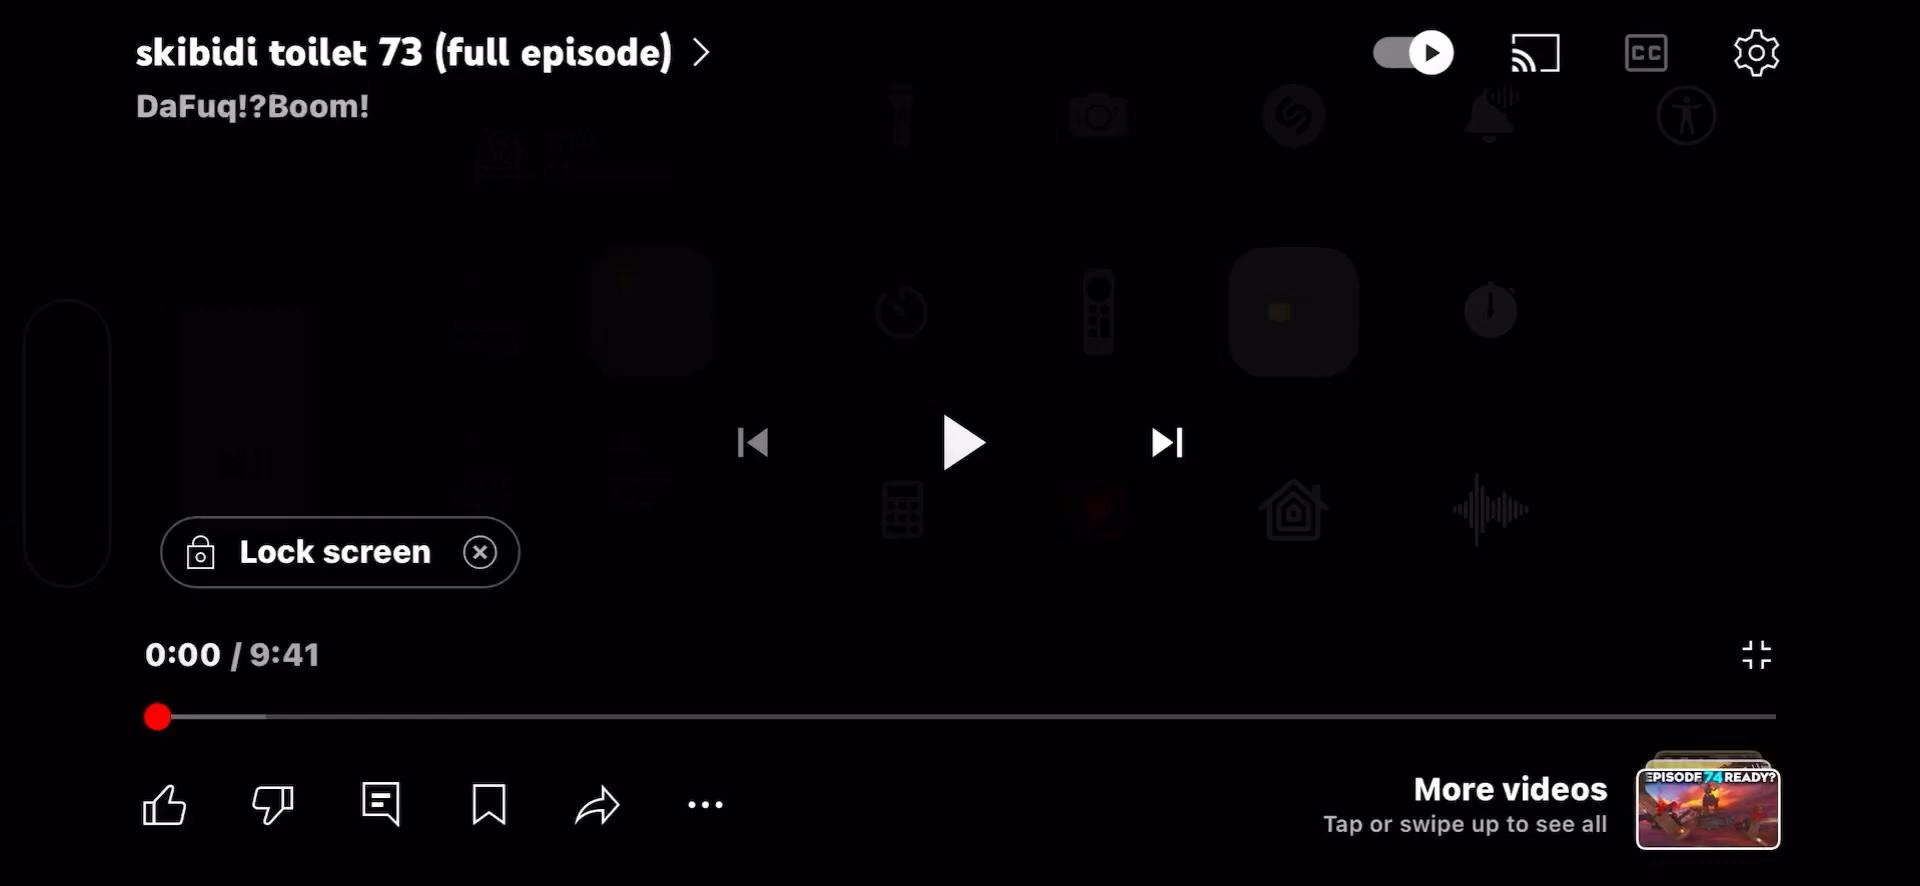 skibidi toilet 73 (full episode)
DaFuq!?Boom!
CC
Lock screen
0:00 / 9:41
More videos
Tap or swipe up to see all
EPISODE 74 READY?